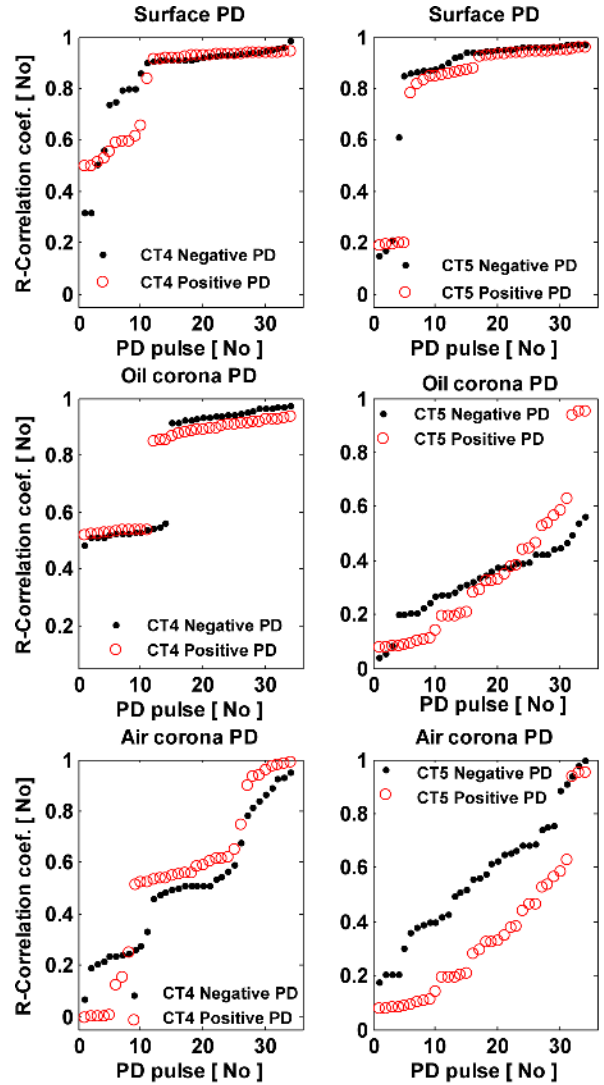 Surface PD
R-Correlation coef. [ No]
1
0.8
0.6
0.4
0.2
0
CT4 Negative PD
CT4 Positive PD
0 10 20 30
PD pulse [ No ]
Surface PD
1
0.8
0.6
0.4
0.2
0
CT5 Negative PD
CT5 Positive PD
0 10 20 30
PD pulse [ No ]
Oil corona PD
R-Correlation coef. [ No]
1
0.8
0.6
0.4
0.2
CT4 Negative PD
CT4 Positive PD
0 10 20 30
PD pulse [ No ]
Oil corona PD
CT5 Negative PD
CT5 Positive PD
1
0.8
0.6
0.4
0.2
0
0 10 20 30
PD pulse [ No ]
Air corona PD
R-Correlation coef. [No]
1
0.8
0.6
0.4
0.2
0
CT4 Negative PD
CT4 Positive PD
0 10 20 30
PD pulse [ No ]
Air corona PD
CT5 Negative PD
CT5 Positive PD
1
0.8
0.6
0.4
0.2
0
0 10 20 30
PD pulse [ No ]